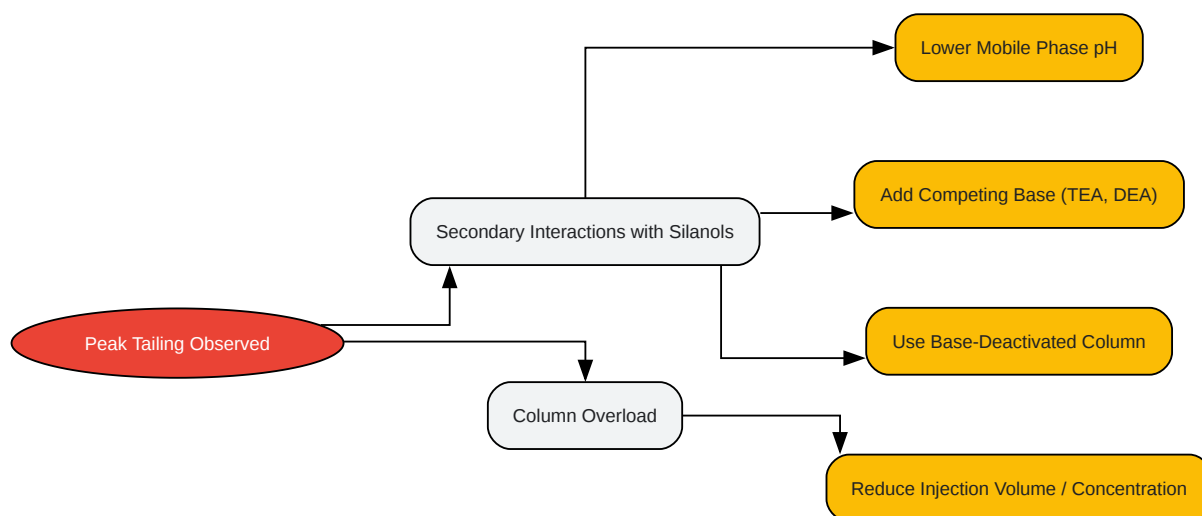 Lower Mobile Phase pH
Add Competing Base (TEA, DEA)
Secondary Interactions with Silanols
Peak Tailing Observed
Use Base-Deactivated Column
Column Overload
Reduce Injection Volume / Concentration